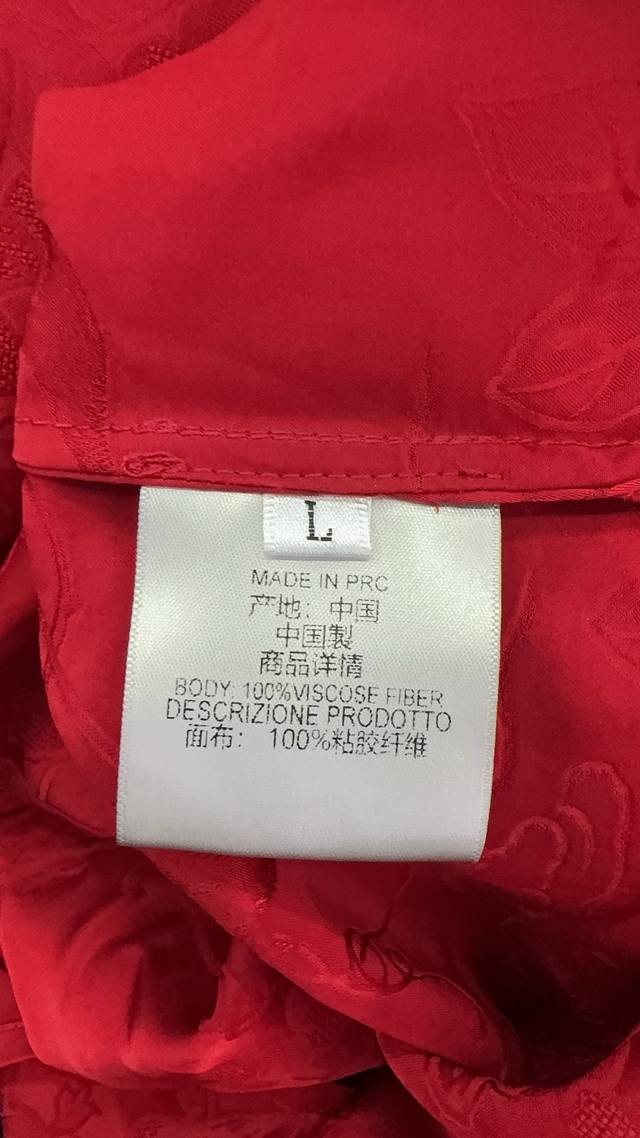 L
MADE IN PRC
产地：中国
中国製
商品详情
BODY: 100%VISCOSE FIBER
DESCRIZIONE PRODOTTO
面布： 100%粘胶纤维